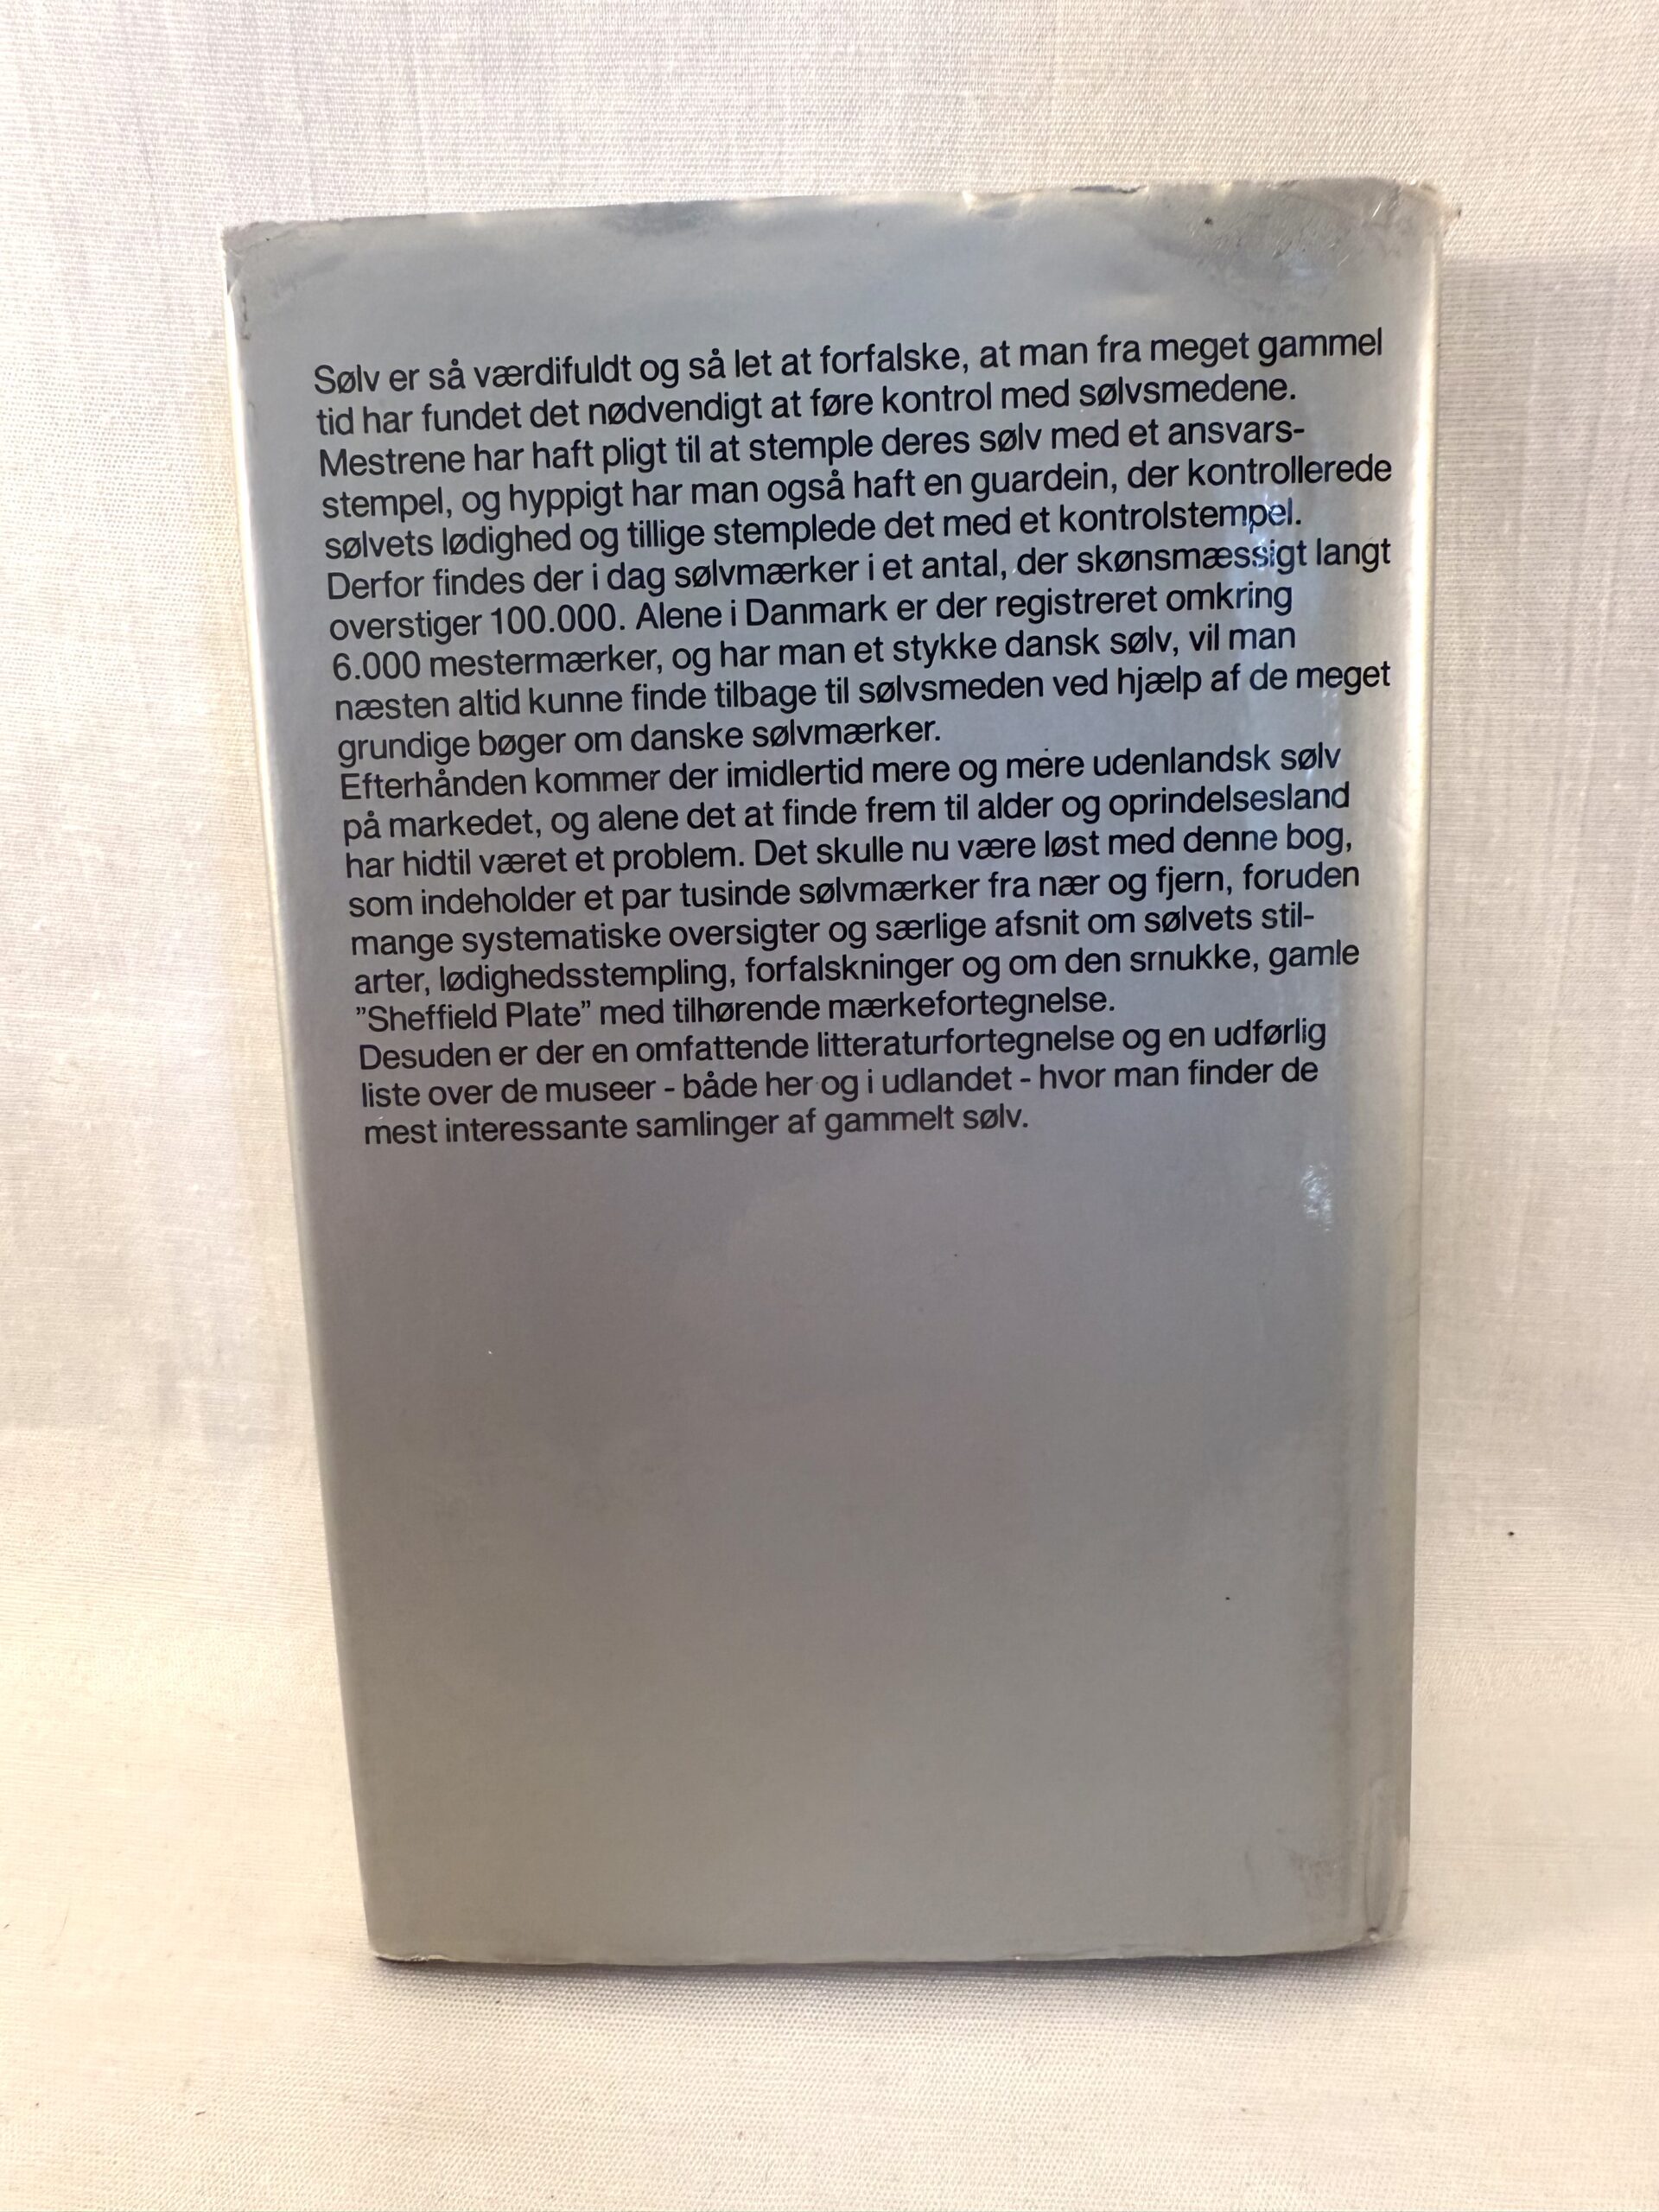 Sølv er så værdifuldt og så let at forfalske, at man fra meget gammel
tid har fundet det nødvendigt at føre kontrol med sølvsmedene.
Mestrene har haft pligt til at stemple deres sølv med et ansvars-
stempel, og hyppigt har man også haft en guardein, der kontrollerede
sølvets lødighed og tillige stemplede det med et kontrolstempel.
Derfor findes der i dag sølvmærker i et antal, der skønsmæssigt langt
overstiger 100.000. Alene i Danmark er der registreret omkring
6.000 mestermærker, og har man et stykke dansk sølv, vil man
næsten altid kunne finde tilbage til sølvsmeden ved hjælp af de meget
grundige bøger om danske sølvmærker.
Efterhånden kommer der imidlertid mere og mere udenlandsk sølv
på markedet, og alene det at finde frem til alder og oprindelsesland
har hidtil været et problem. Det skulle nu være løst med denne bog,
som indeholder et par tusinde sølvmærker fra nær og fjern, foruden
mange systematiske oversigter og særlige afsnit om sølvets stil-
arter, lødighedsstempling, forfalskninger og om den smukke, gamle
”Sheffield Plate” med tilhørende mærkefortegnelse.
Desuden er der en omfattende litteraturfortegnelse og en udførlig
liste over de museer - både her og i udlandet - hvor man finder de
mest interessante samlinger af gammelt sølv.